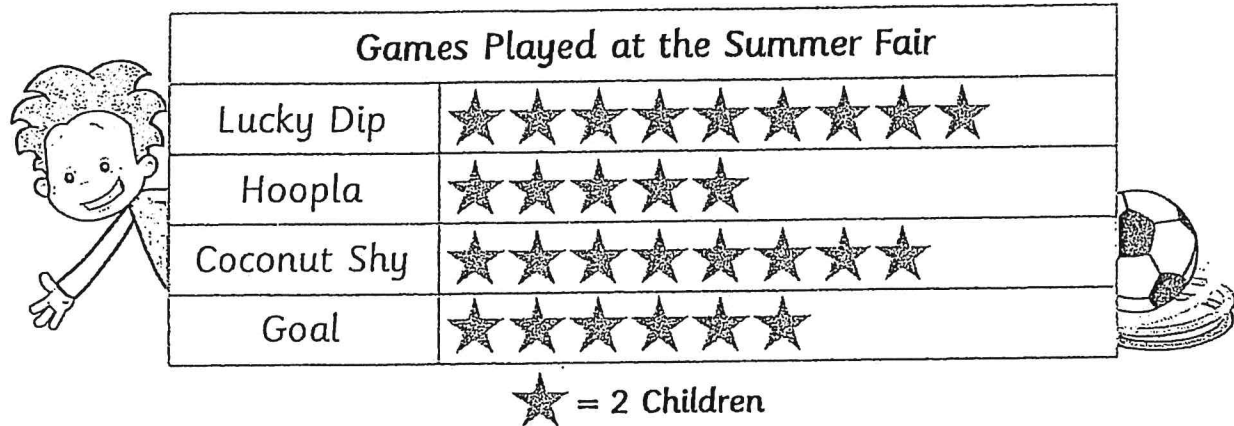 Games Played at the Summer Fair
Lucky Dip
Hoopla
Coconut Shy
Goal
= 2 Children